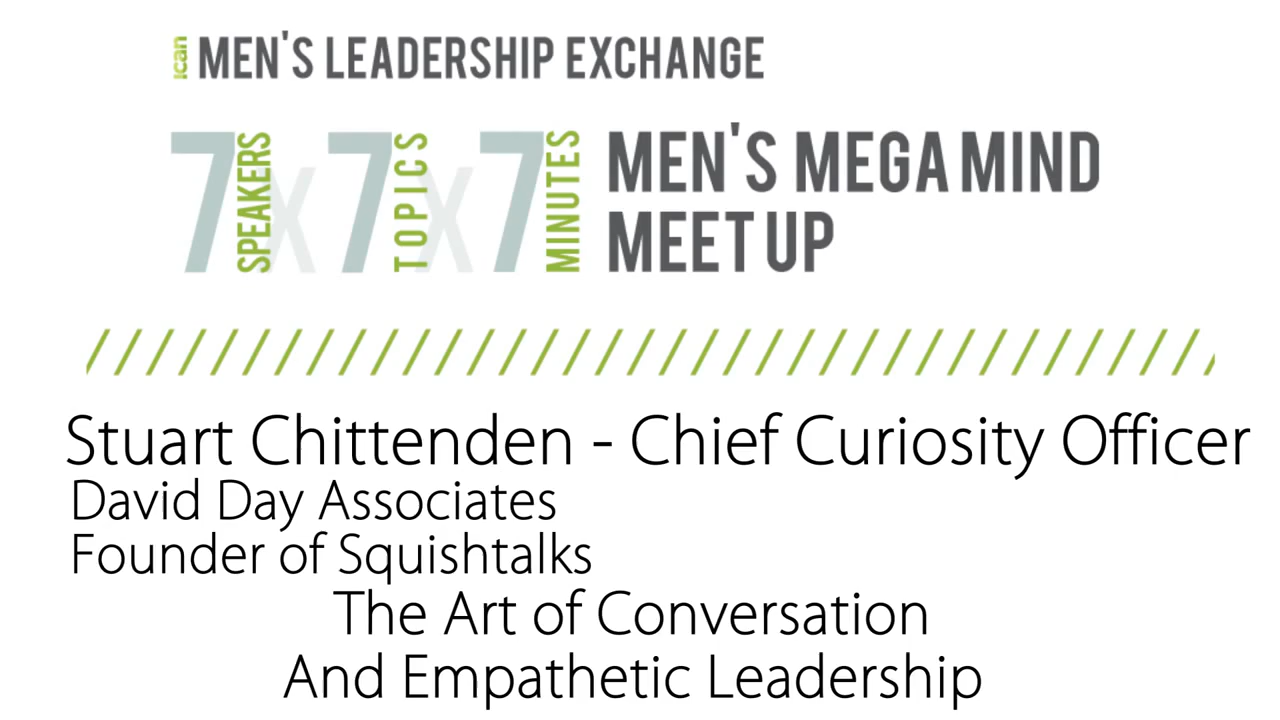 ican MEN'S LEADERSHIP EXCHANGE
7 SPEAKERS X 7 TOPICS X 7 MINUTES MEN'S MEGA MIND
MEET UP
Stuart Chittenden - Chief Curiosity Officer
David Day Associates
Founder of Squishtalks
The Art of Conversation
And Empathetic Leadership